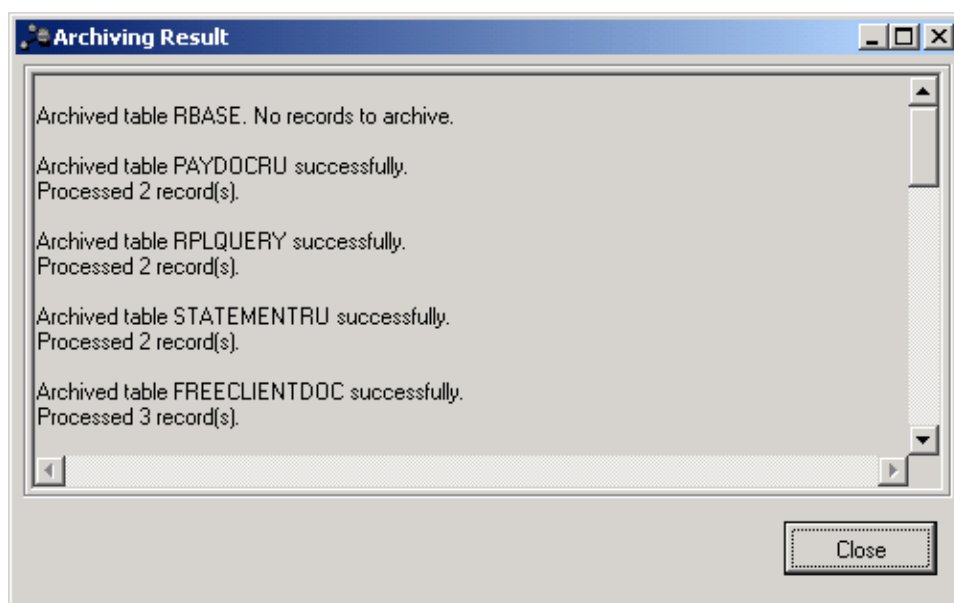 Archiving Result
Archived table RBASE. No records to archive.
Archived table PAYDOCRU successfully.
Processed 2 record(s).
Archived table RPLQUERY successfully.
Processed 2 record(s).
Archived table STATEMENTRU successfully.
Processed 2 record(s).
Archived table FREECLIENTDOC successfully.
Processed 3 record(s).
Close